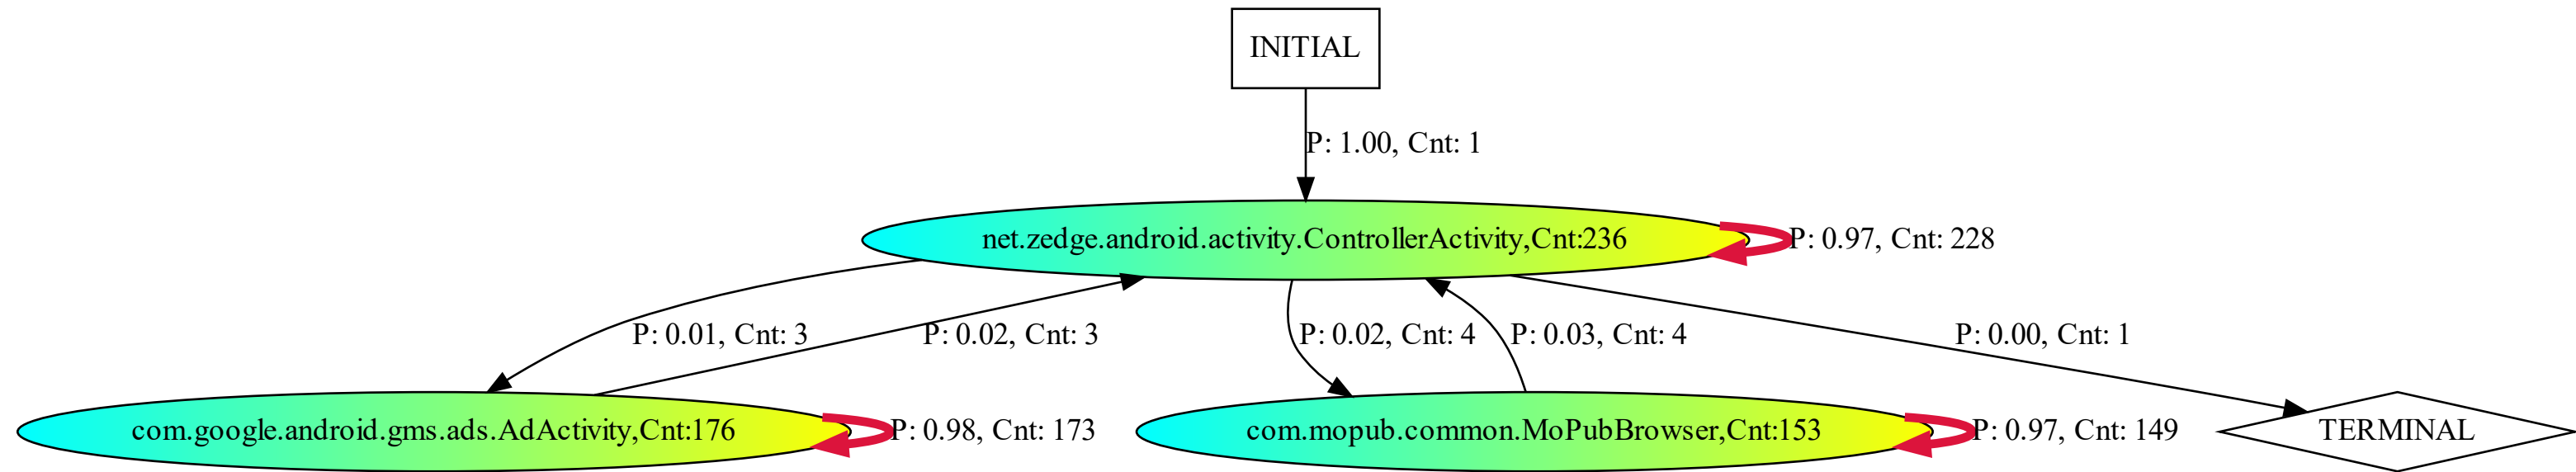 INITIAL
P: 1.00, Cnt: 1
net.zedge.android.activity.ControllerActivity,Cnt:236
P: 0.97, Cnt: 228
P: 0.01, Cnt: 3
P: 0.02, Cnt: 3
P: 0.02, Cnt: 4
P: 0.03, Cnt: 4
P: 0.00, Cnt: 1
com.google.android.gms.ads.AdActivity,Cnt:176
P: 0.98, Cnt: 173
com.mopub.common.MoPubBrowser,Cnt:153
P: 0.97, Cnt: 149
TERMINAL